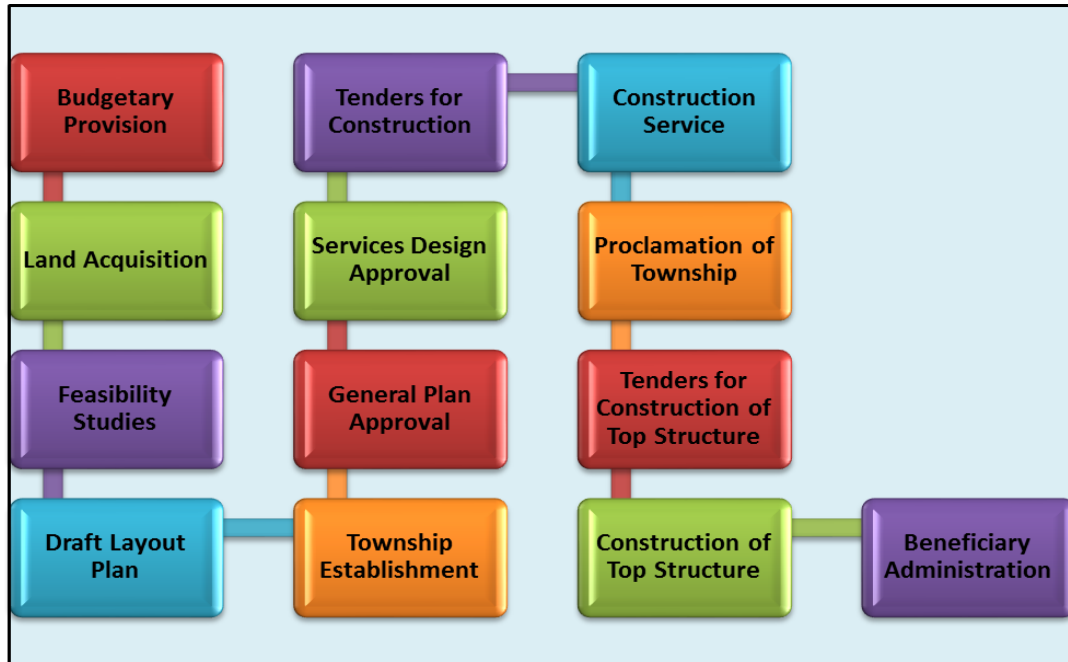 Budgetary
Provision
Land Acquisition
Feasibility
Studies
Draft Layout
Plan
Township
Establishment
General Plan
Approval
Services Design
Approval
Tenders for
Construction
Construction
Service
Proclamation of
Township
Tenders for
Construction of
Top Structure
Construction of
Top Structure
Beneficiary
Administration